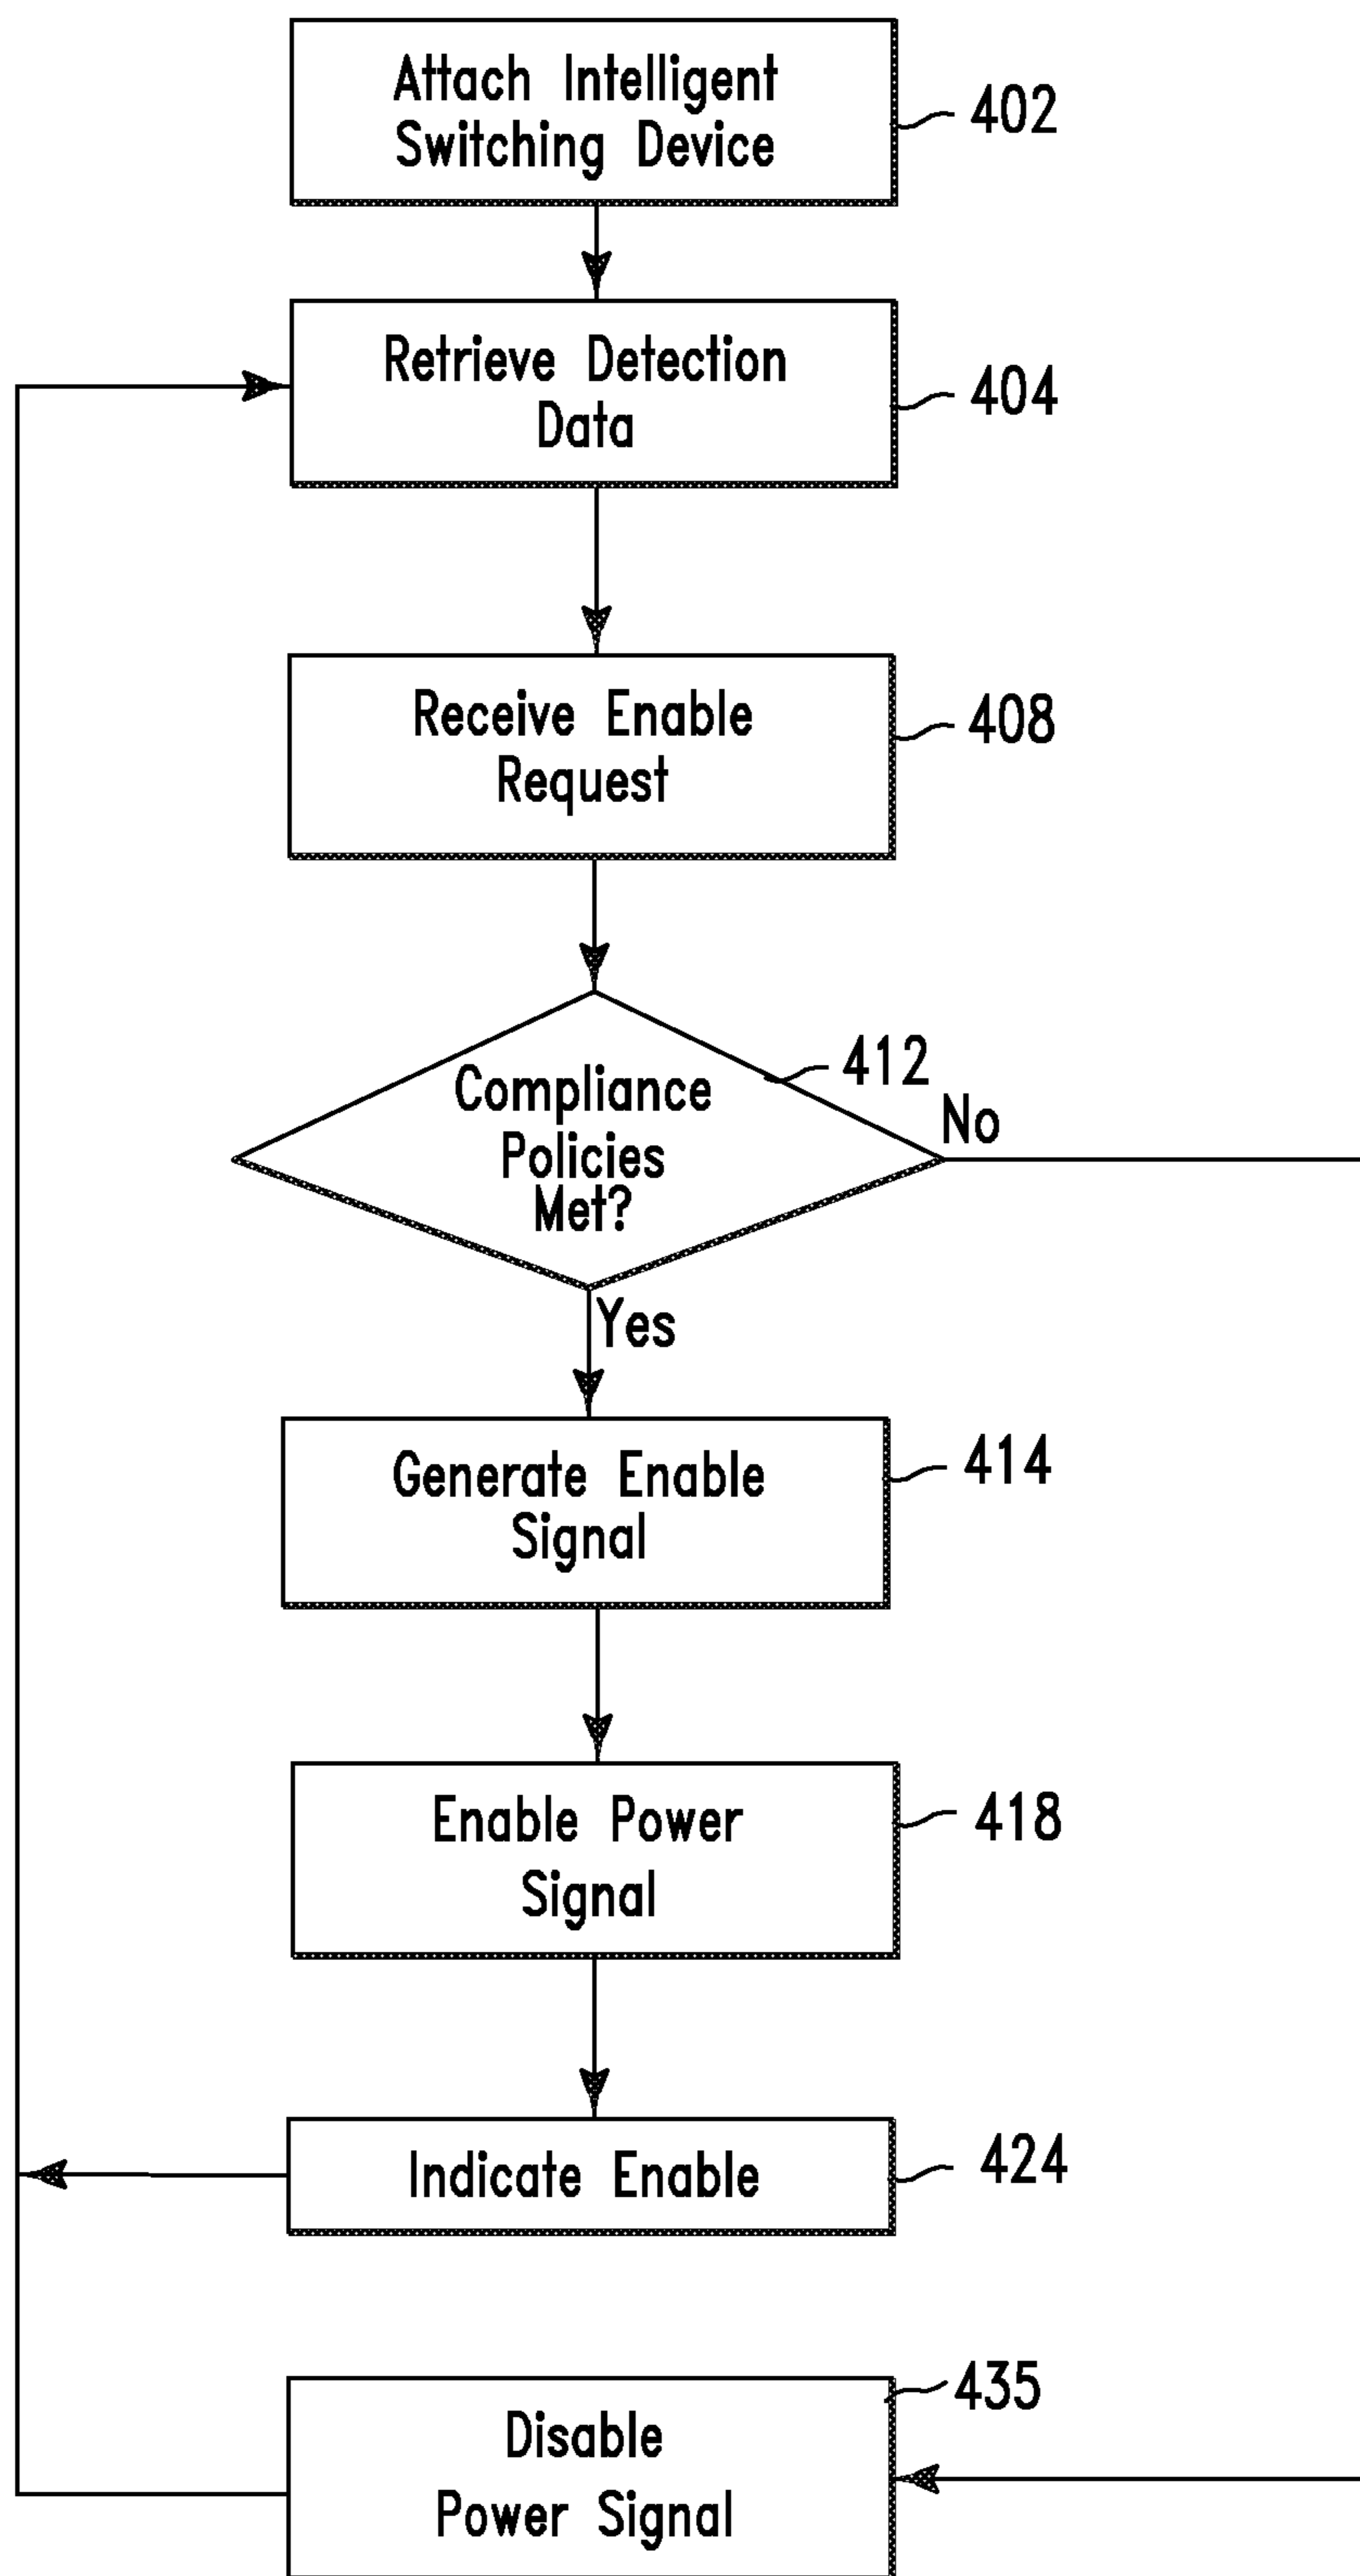 Attach Intelligent
Switching Device
402
Retrieve Detection
Data
404
Receive Enable
Request
408
Compliance
Policies
Met?
412
No
Yes
Generate Enable
Signal
414
Enable Power
Signal
418
Indicate Enable
424
Disable
Power Signal
435